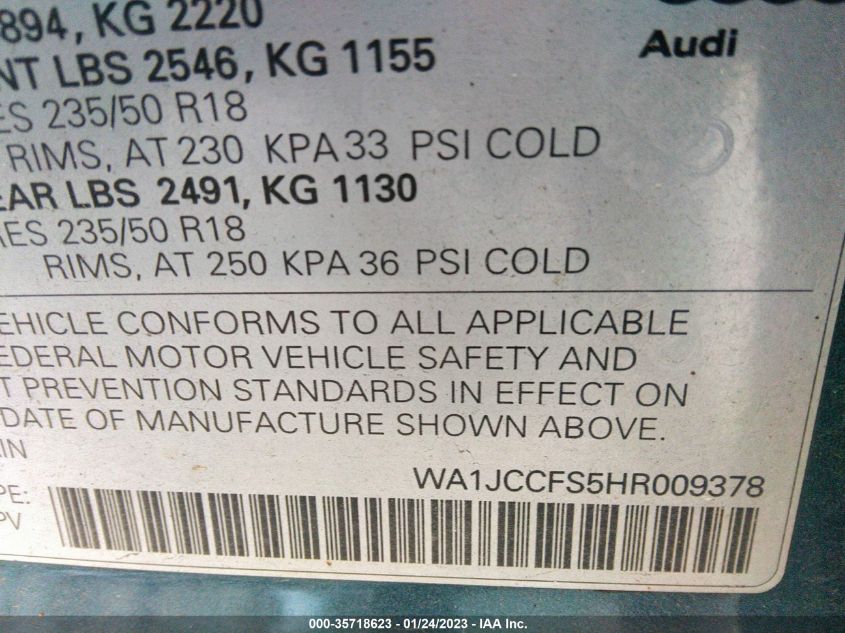 894, KG 2220
Audi
NT LBS 2546, KG 1155
ES 235/50 R18
RIMS, AT 230 KPA 33 PSI COLD
EAR LBS 2491, KG 1130
RES 235/50 R18
RIMS, AT 250 KPA 36 PSI COLD
EHICLE CONFORMS TO ALL APPLICABLE
EDERAL MOTOR VEHICLE SAFETY AND
T PREVENTION STANDARDS IN EFFECT ON
DATE OF MANUFACTURE SHOWN ABOVE.
IN
WA1JCCFS5HR009378
PE:
PV
000-35718623 - 01/24/2023 - IAA Inc.